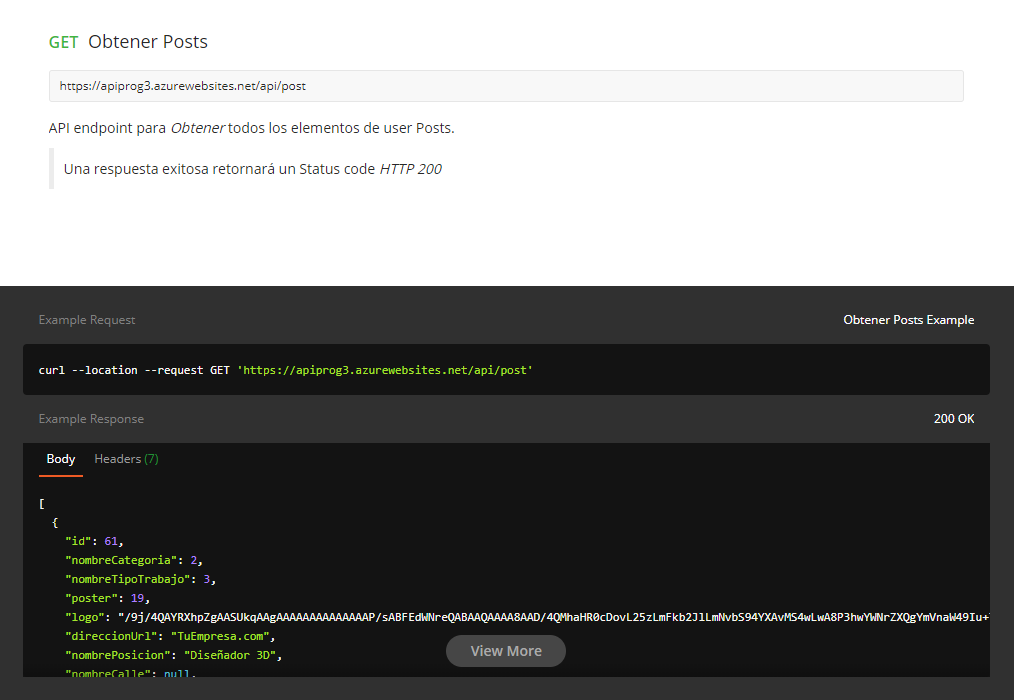 GET Obtener Posts
https://apiprog3.azurewebsites.net/api/post
API endpoint para Obtener todos los elementos de user Posts.
Una respuesta exitosa retornará un Status code HTTP 200
Example Request
Obtener Posts Example
curl --location --request GET 'https://apiprog3.azurewebsites.net/api/post'
Example Response
200 OK
Body Headers (7)
[
{
"id": 61,
"nombreCategoria": 2,
"nombreTipoTrabajo": 3,
"poster": 19,
"logo": "/9j/4QAYRXhpZgAASUkqAAgAAAAAAAAAAAAAAP/sABFEdWNreQABAAQAAAA8AAD/4QMhaHR0cDovL25zLmFkb2JlLmNvbS94YXAvMS4wLwA8P3hwYWNrZXQgYmVnaW49Iu+
"direccionUrl": "TuEmpresa.com",
"nombrePosicion": "Diseñador 3D",
View More
"nombreCalle": null,